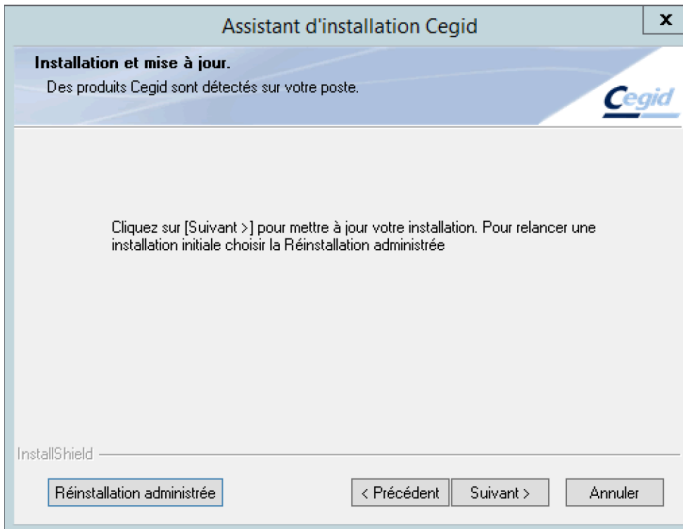 Assistant d'installation Cegid
x
Installation et mise à jour.
Des produits Cegid sont détectés sur votre poste.
Cegid
Cliquez sur [Suivant >] pour mettre à jour votre installation. Pour relancer une
installation initiale choisir la Réinstallation administrée
InstallShield
Réinstallation administrée
< Précédent
Suivant >
Annuler